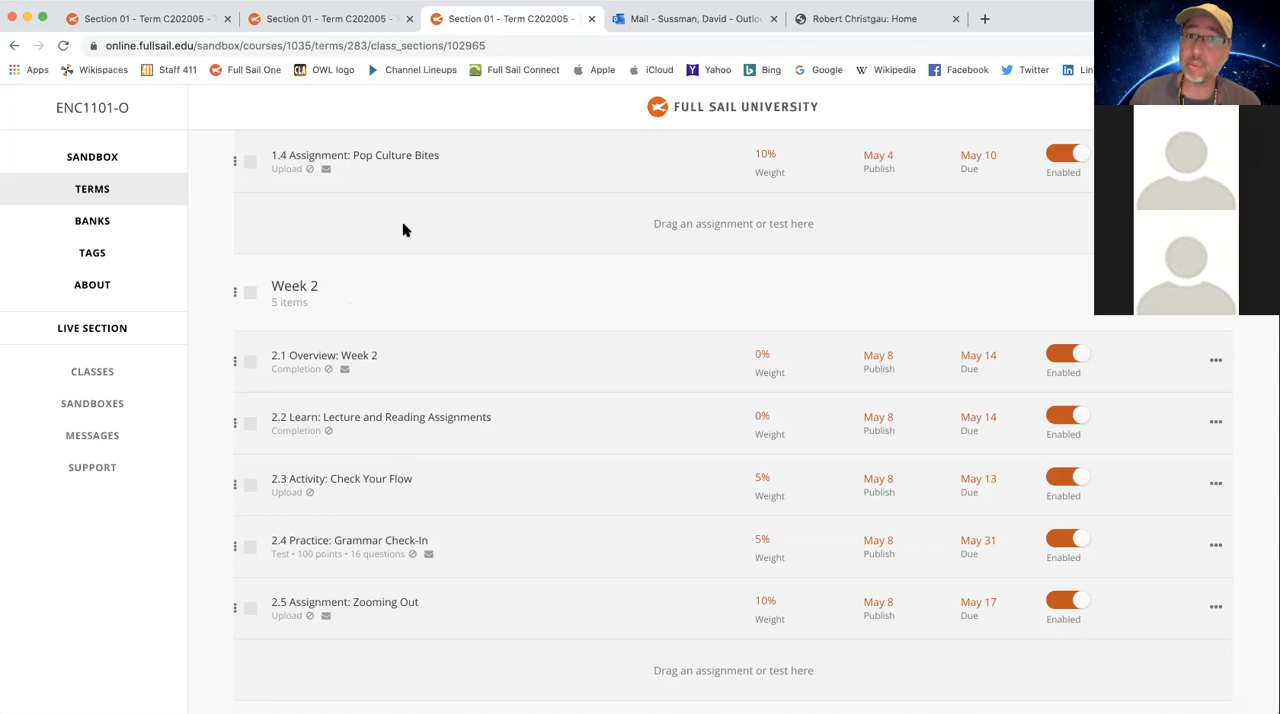 Section 01 - Term C202005 -
Section 01 - Term C202005 -
Section 01 - Term C202005 -
Mail - Sussman, David - Outlo
Robert Christgau: Home
online.fullsail.edu/sandbox/courses/1035/terms/283/class_sections/102965
Apps
Wikispaces
Staff 411
Full Sail One
OWL logo
Channel Lineups
Full Sail Connect
Apple
iCloud
Yahoo
Bing
Google
Wikipedia
Facebook
Twitter
Lin
ENC1101-O
FULL SAIL UNIVERSITY
SANDBOX
TERMS
BANKS
TAGS
ABOUT
LIVE SECTION
CLASSES
SANDBOXES
MESSAGES
SUPPORT
1.4 Assignment: Pop Culture Bites
Upload
10%
Weight
May 4
Publish
May 10
Due
Enabled
Drag an assignment or test here
Week 2
5 items
2.1 Overview: Week 2
Completion
0%
Weight
May 8
Publish
May 14
Due
Enabled
2.2 Learn: Lecture and Reading Assignments
Completion
0%
Weight
May 8
Publish
May 14
Due
Enabled
2.3 Activity: Check Your Flow
Upload
5%
Weight
May 8
Publish
May 13
Due
Enabled
2.4 Practice: Grammar Check-In
Test • 100 points • 16 questions
5%
Weight
May 8
Publish
May 31
Due
Enabled
2.5 Assignment: Zooming Out
Upload
10%
Weight
May 8
Publish
May 17
Due
Enabled
Drag an assignment or test here